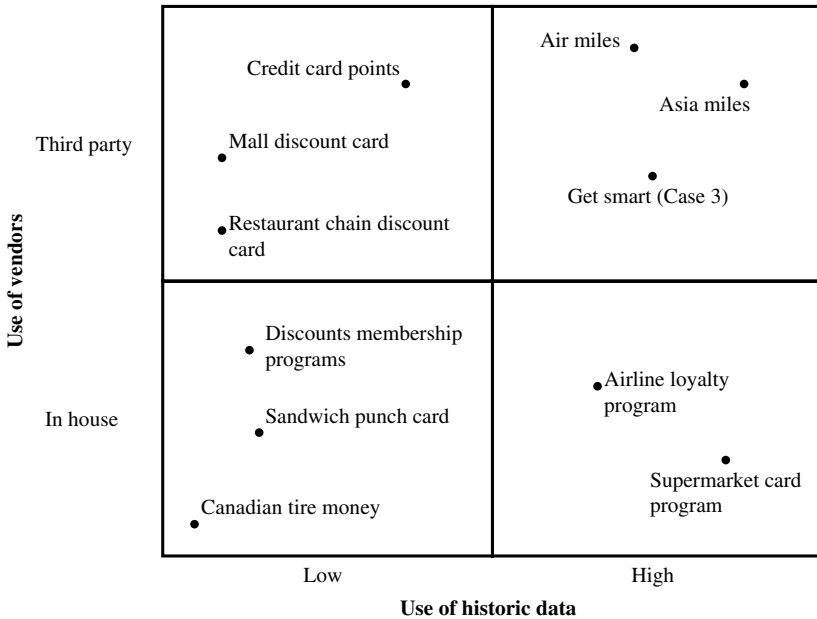 Air miles
Credit card points
Asia miles
Third party
Mall discount card
Get smart (Case 3)
Restaurant chain discount
card
Use of vendors
Discounts membership
programs
Airline loyalty
program
In house
Sandwich punch card
Supermarket card
program
Canadian tire money
Low
High
Use of historic data